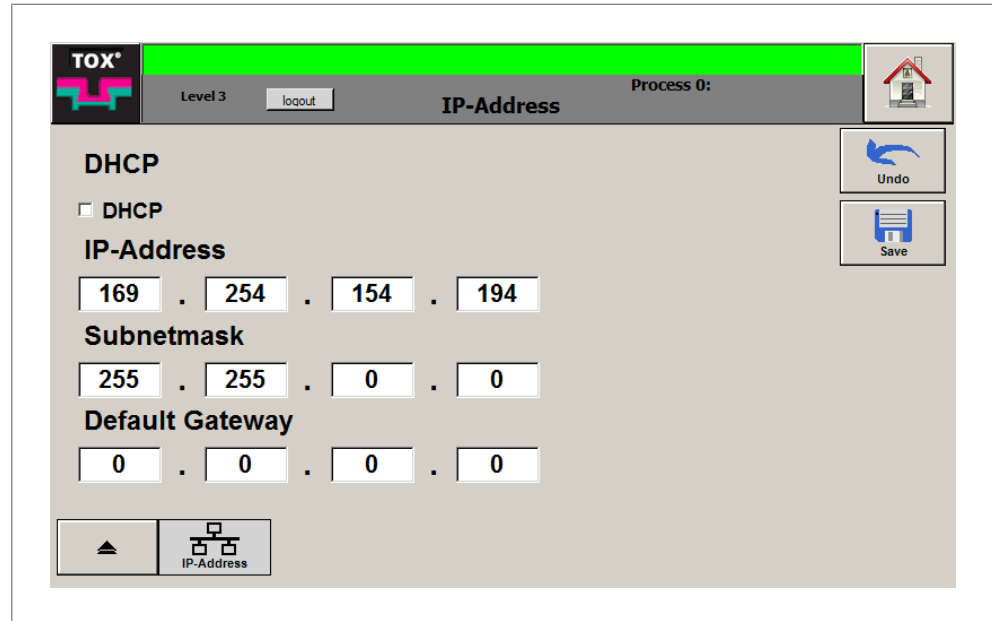 TOX®
Level 3
logout
IP-Address
Process 0:
DHCP
Undo
DHCP
Save
IP-Address
169 . 254 . 154 . 194
Subnetmask
255 . 255 . 0 . 0
Default Gateway
0 . 0 . 0 . 0
IP-Address